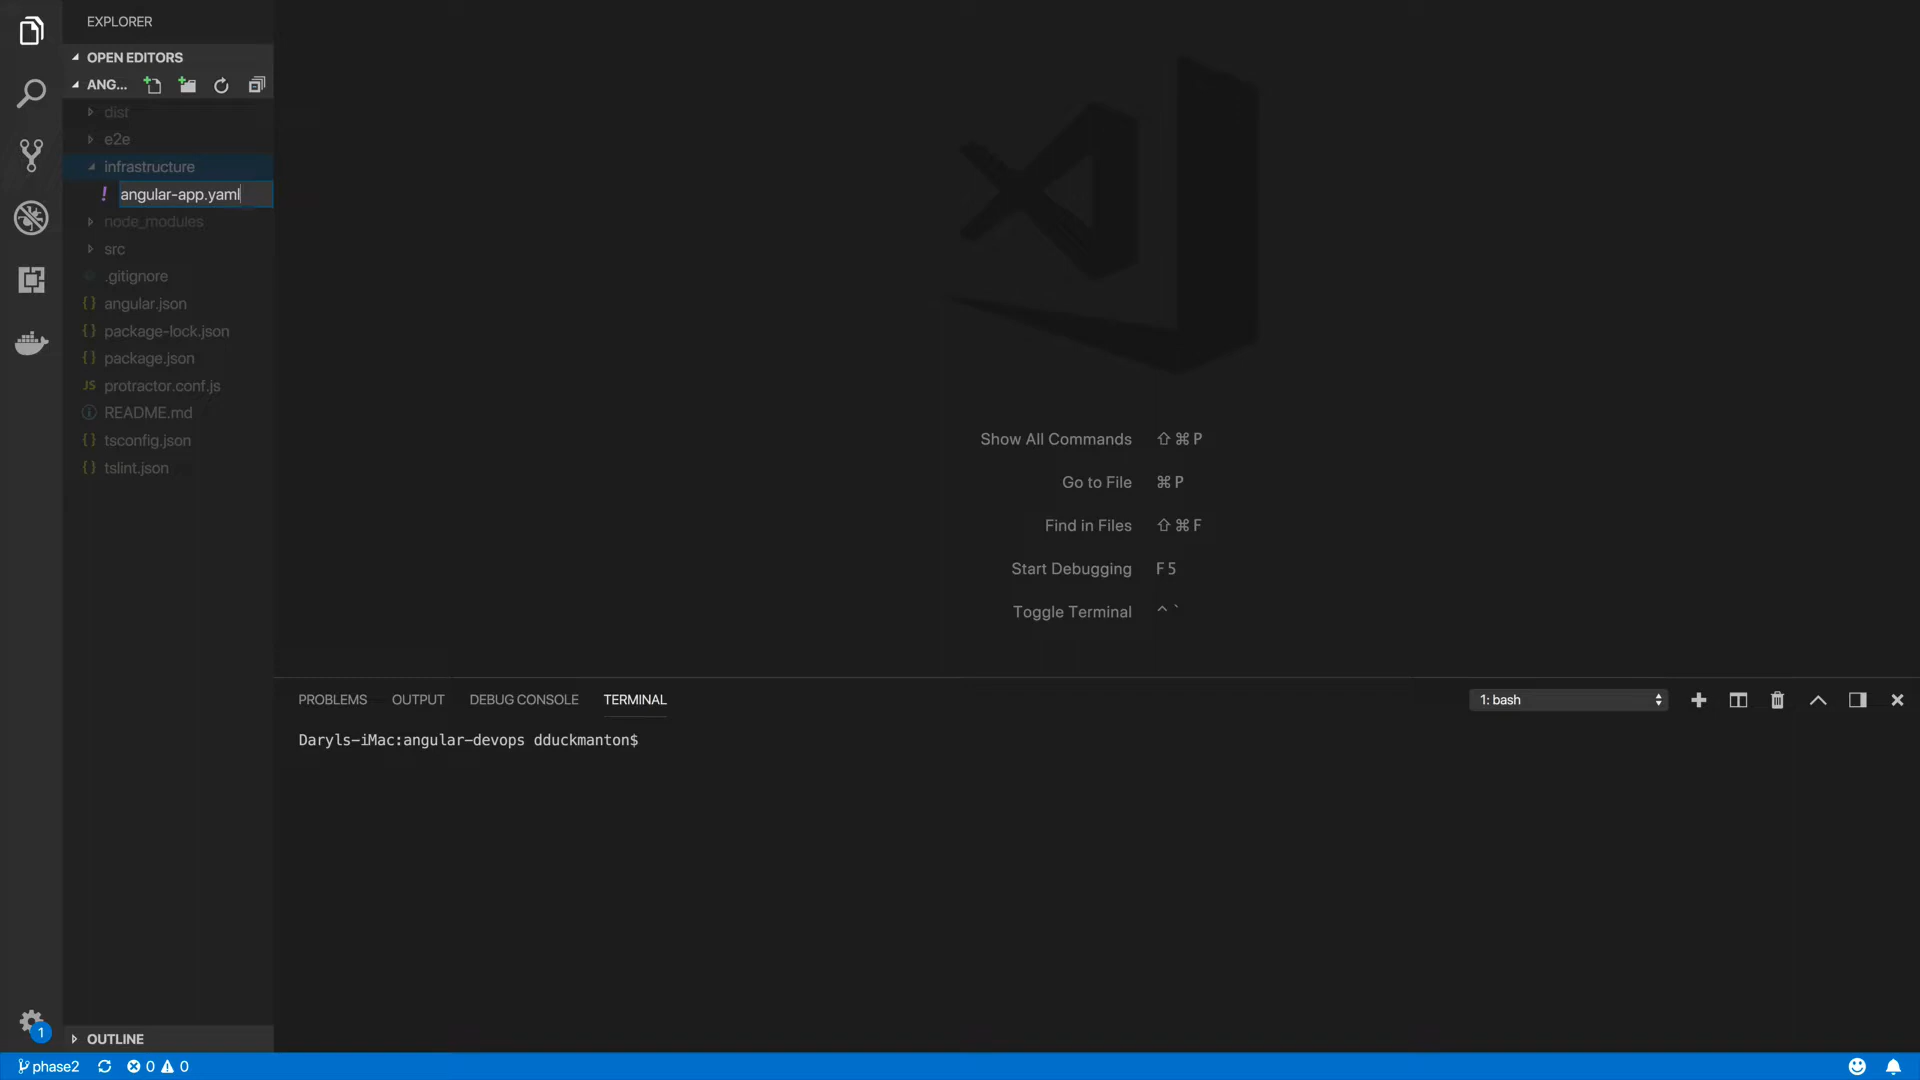 EXPLORER
OPEN EDITORS
ANG...
dist
e2e
infrastructure
! angular-app.yaml
node_modules
src
.gitignore
{} angular.json
{} package-lock.json
{} package.json
JS protractor.conf.js
README.md
{} tsconfig.json
{} tslint.json
Show All Commands ⇧ ⌘ P
Go to File ⌘ P
Find in Files ⇧ ⌘ F
Start Debugging F5
Toggle Terminal ^ `
PROBLEMS OUTPUT DEBUG CONSOLE TERMINAL 1: bash
Daryls-iMac:angular-devops dduckmanton$
1
OUTLINE
phase2 0 0